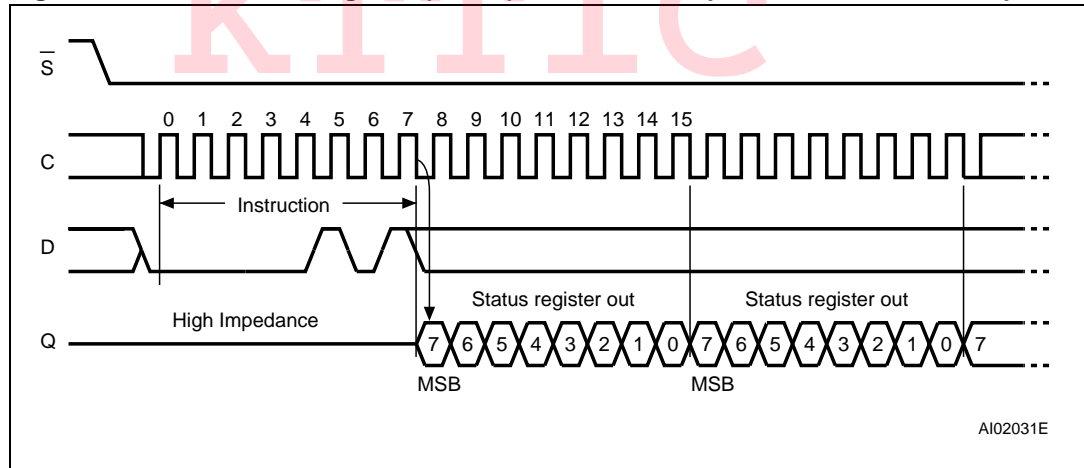 KTTIC
S
0 1 2 3 4 5 6 7 8 9 10 11 12 13 14 15
C
Instruction
D
Status register out Status register out
High Impedance
Q
7 6 5 4 3 2 1 0 7 6 5 4 3 2 1 0 7
MSB MSB
AI02031E